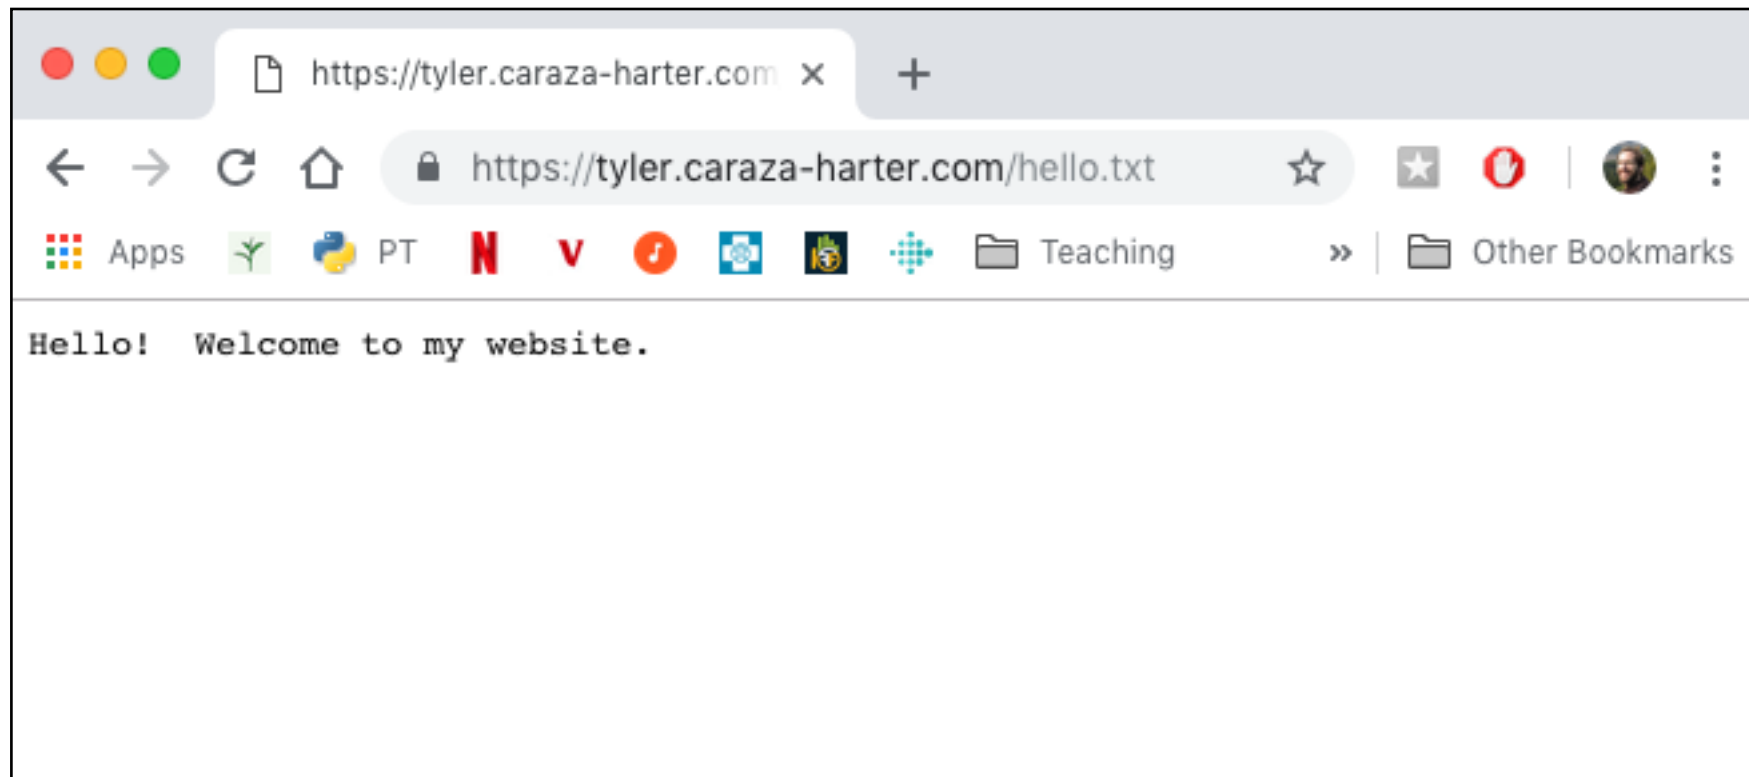 https://tyler.caraza-harter.com
https://tyler.caraza-harter.com/hello.txt
Apps PT N V Teaching » Other Bookmarks
Hello!  Welcome to my website.